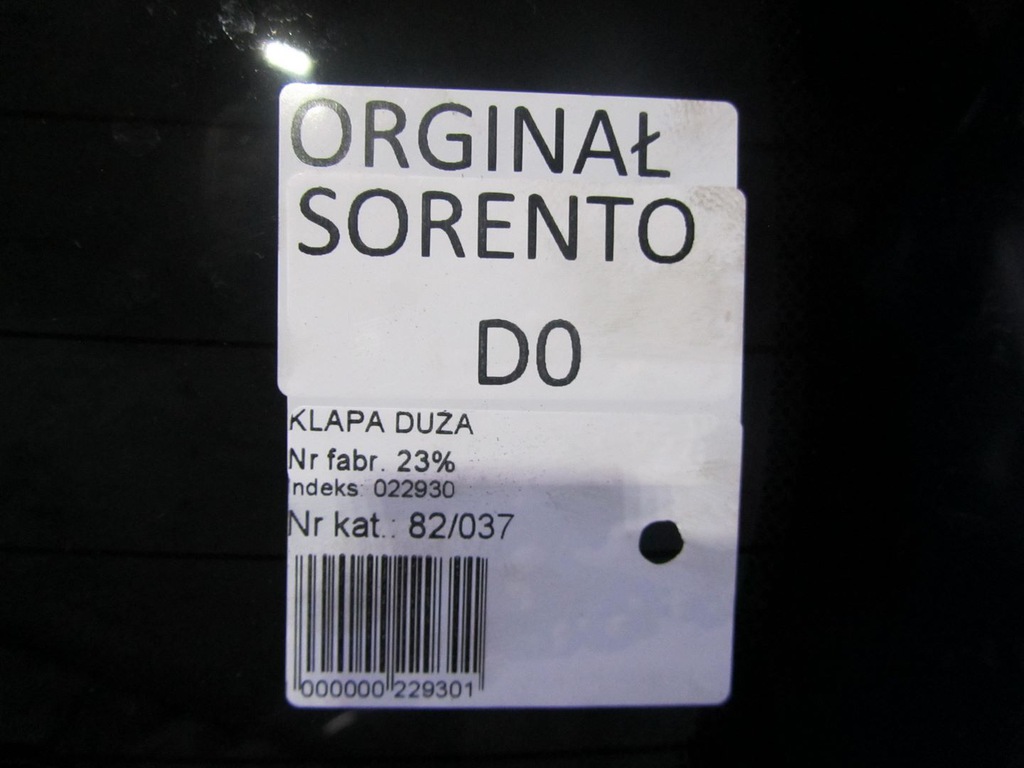 ORGINAŁ
SORENTO
D0
KLAPA DUŻA
Nr fabr. 23%
Indeks: 022930
Nr kat.: 82/037
000000 229301